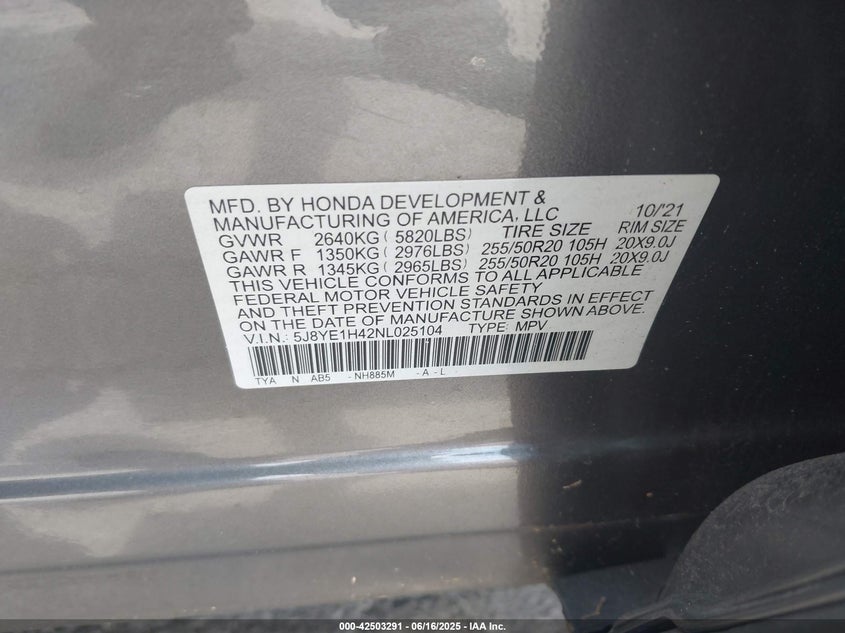 MFD. BY HONDA DEVELOPMENT & 10/'21
MANUFACTURING OF AMERICA, LLC
GVWR 2640KG ( 5820LBS) TIRE SIZE RIM SIZE
GAWR F 1350KG ( 2976LBS) 255/50R20 105H 20X9.0J
GAWR R 1345KG ( 2965LBS) 255/50R20 105H 20X9.0J
THIS VEHICLE CONFORMS TO ALL APPLICABLE
FEDERAL MOTOR VEHICLE SAFETY
AND THEFT PREVENTION STANDARDS IN EFFECT
ON THE DATE OF MANUFACTURE SHOWN ABOVE.
V.I.N.: 5J8YE1H42NL025104 TYPE: MPV
TYA N AB5 -NH885M -A-L
000-42503291 - 06/16/2025 - IAA Inc.